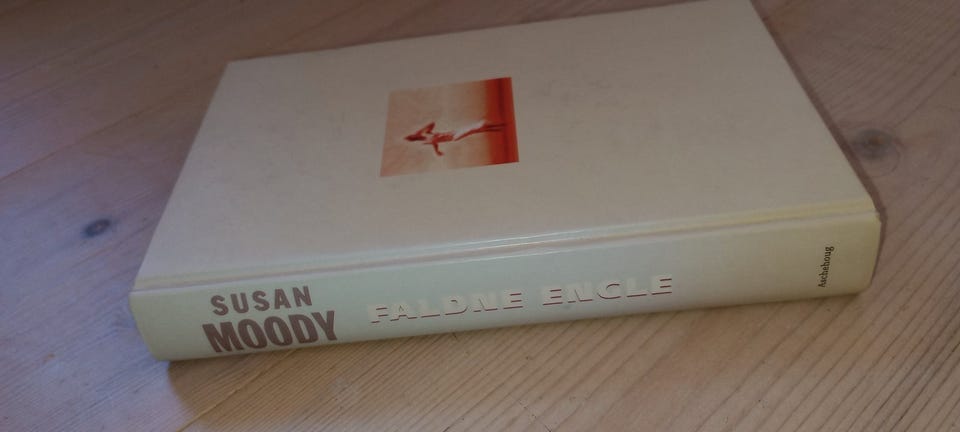 SUSAN
MOODY
FALDNE ENGLE
Aschehoug